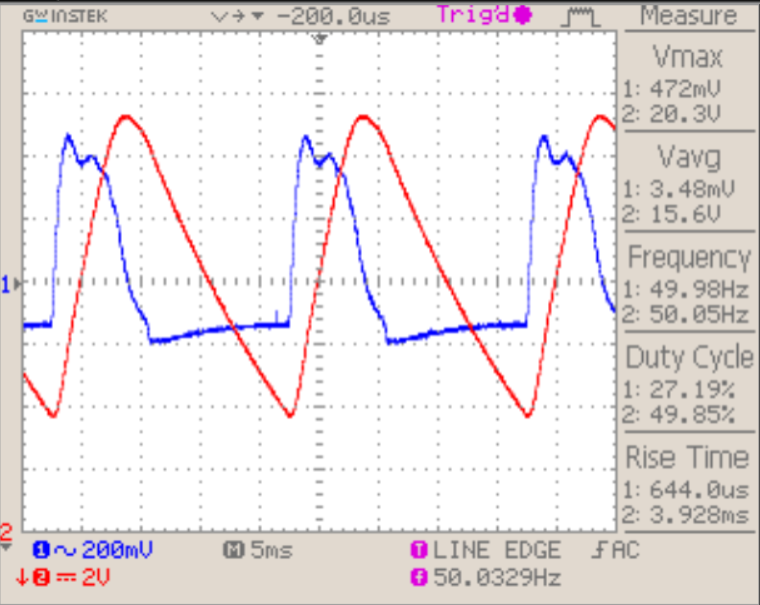 GWINSTEK -200.0us Trig'd Measure
Vmax
1: 472mV
2: 20.3V
Vavg
1: 3.48mV
2: 15.6V
Frequency
1: 49.98Hz
2: 50.05Hz
Duty Cycle
1: 27.19%
2: 49.85%
Rise Time
1: 644.0us
2: 3.928ms
1
2
1 ~ 200mV M 5ms T LINE EDGE AC
2 2V f 50.0329Hz